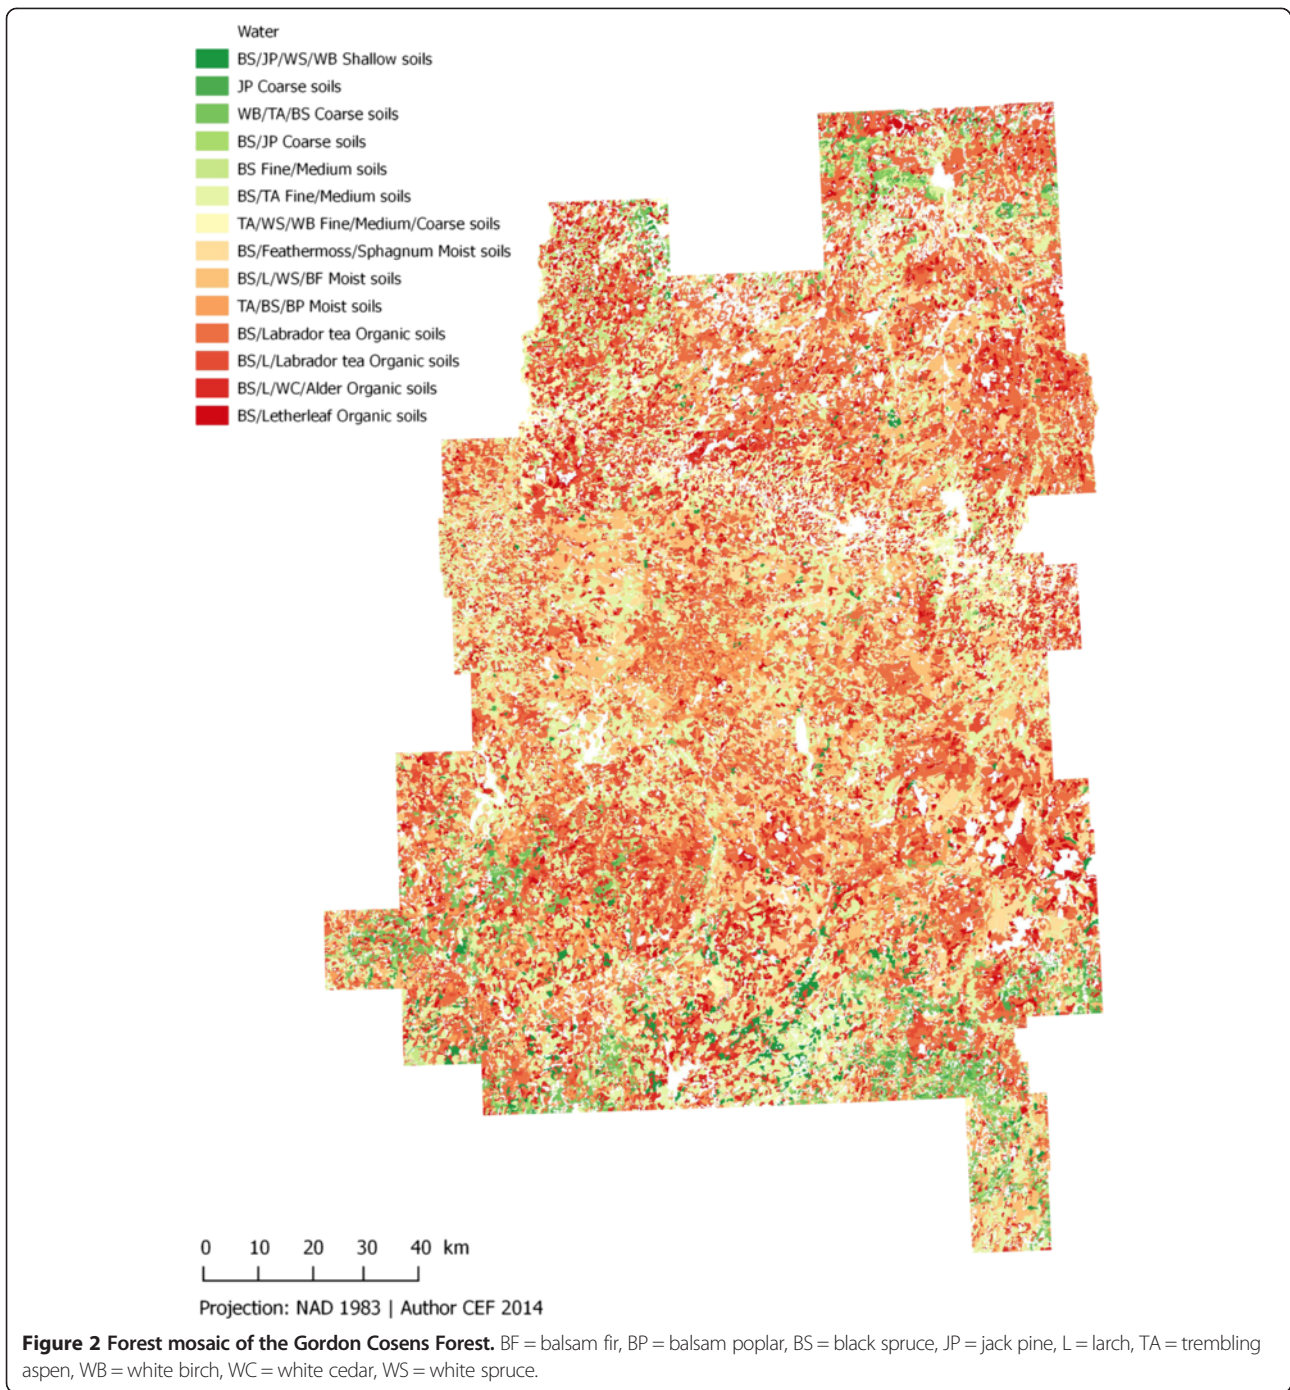 Water
BS/JP/WS/WB Shallow soils
JP Coarse soils
WB/TA/BS Coarse soils
BS/JP Coarse soils
BS Fine/Medium soils
BS/TA Fine/Medium soils
TA/WS/WB Fine/Medium/Coarse soils
BS/Feathermoss/Sphagnum Moist soils
BS/L/WS/BF Moist soils
TA/BS/BP Moist soils
BS/Labrador tea Organic soils
BS/L/Labrador tea Organic soils
BS/L/WC/Alder Organic soils
BS/Letherleaf Organic soils
0 10 20 30 40 km
Projection: NAD 1983 | Author CEF 2014
Figure 2 Forest mosaic of the Gordon Cosens Forest. BF = balsam fir, BP = balsam poplar, BS = black spruce, JP = jack pine, L = larch, TA = trembling
aspen, WB = white birch, WC = white cedar, WS = white spruce.